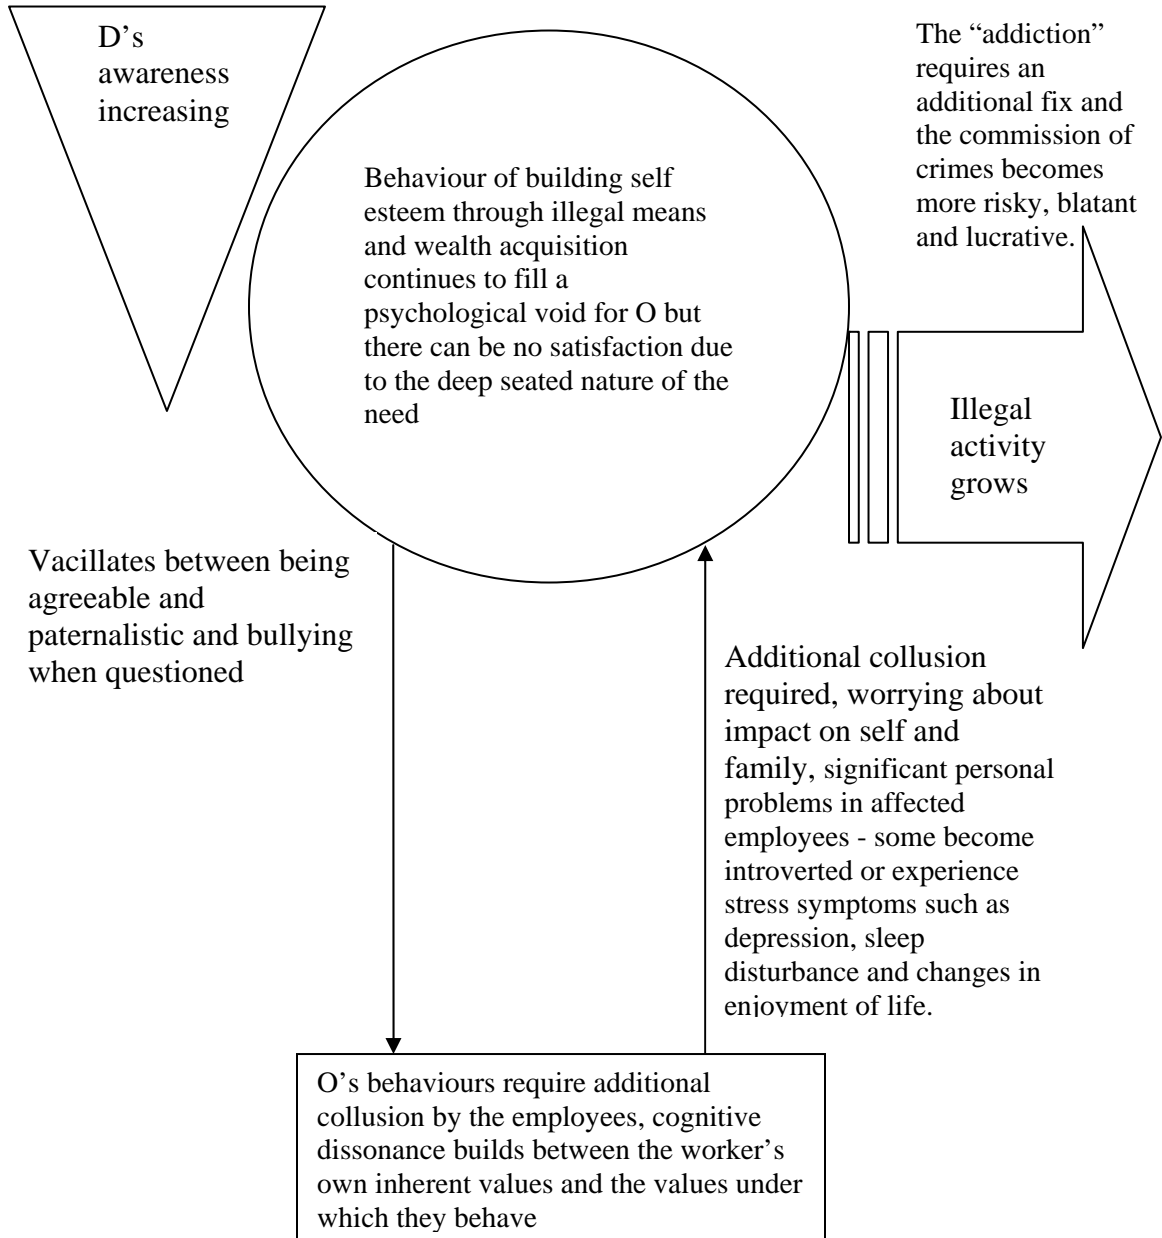 D’s
awareness
increasing
The “addiction”
requires an
additional fix and
the commission of
crimes becomes
more risky, blatant
and lucrative.
Behaviour of building self
esteem through illegal means
and wealth acquisition
continues to fill a
psychological void for O but
there can be no satisfaction due
to the deep seated nature of the
need
Illegal
activity
grows
Vacillates between being
agreeable and
paternalistic and bullying
when questioned
Additional collusion
required, worrying about
impact on self and
family, significant personal
problems in affected
employees - some become
introverted or experience
stress symptoms such as
depression, sleep
disturbance and changes in
enjoyment of life.
O’s behaviours require additional
collusion by the employees, cognitive
dissonance builds between the worker’s
own inherent values and the values under
which they behave